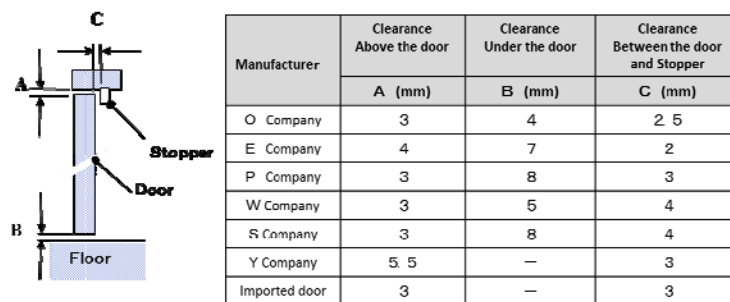 C
A
Stopper
Door
B
Floor
Manufacturer
Clearance
Above the door
Clearance
Under the door
Clearance
Between the door
and Stopper
A (mm)
B (mm)
C (mm)
O Company
3
4
2.5
E Company
4
7
2
P Company
3
8
3
W Company
3
5
4
S Company
3
8
4
Y Company
5.5
—
3
Imported door
3
—
3